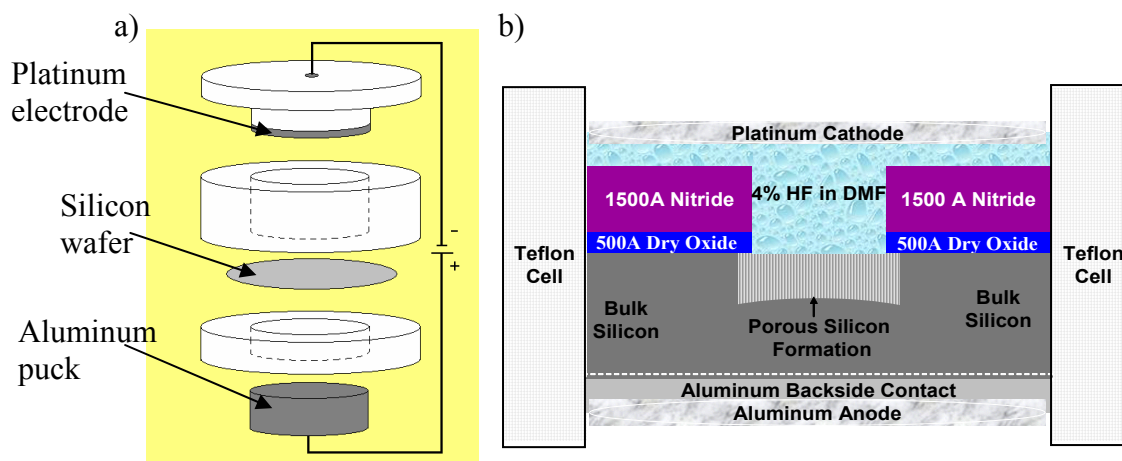 a)
Platinum
electrode
Silicon
wafer
Aluminum
puck
-
+
b)
Platinum Cathode
1500A Nitride
4% HF in DMF
1500 A Nitride
500A Dry Oxide
500A Dry Oxide
Teflon
Cell
Teflon
Cell
Bulk
Silicon
Porous Silicon
Formation
Bulk
Silicon
Aluminum Backside Contact
Aluminum Anode